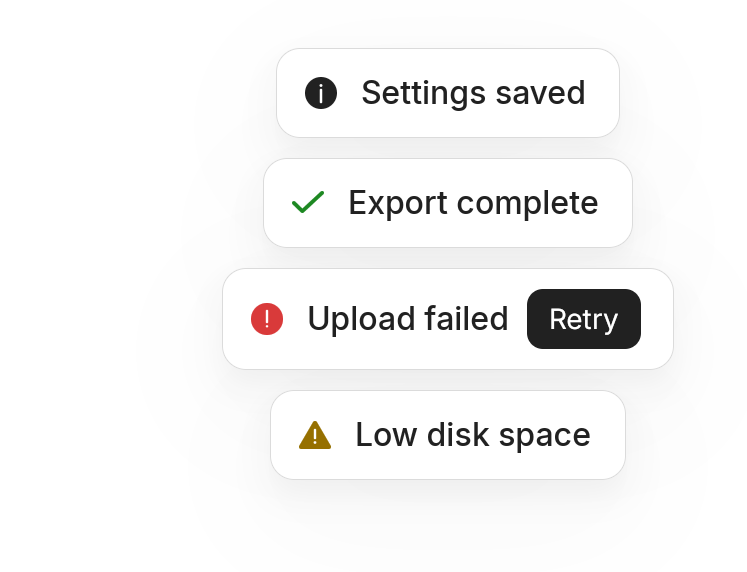 Settings saved
Export complete
Upload failed Retry
Low disk space